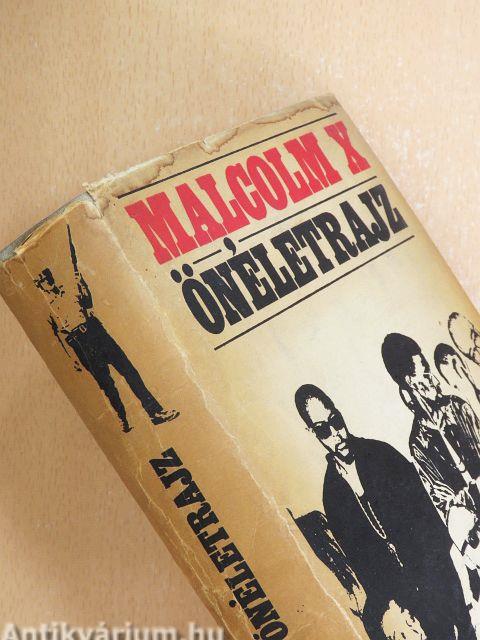 MALCOLM X
ÖNÉLETRAJZ
ÖNÉLETRAJZ
Antikvárium.hu